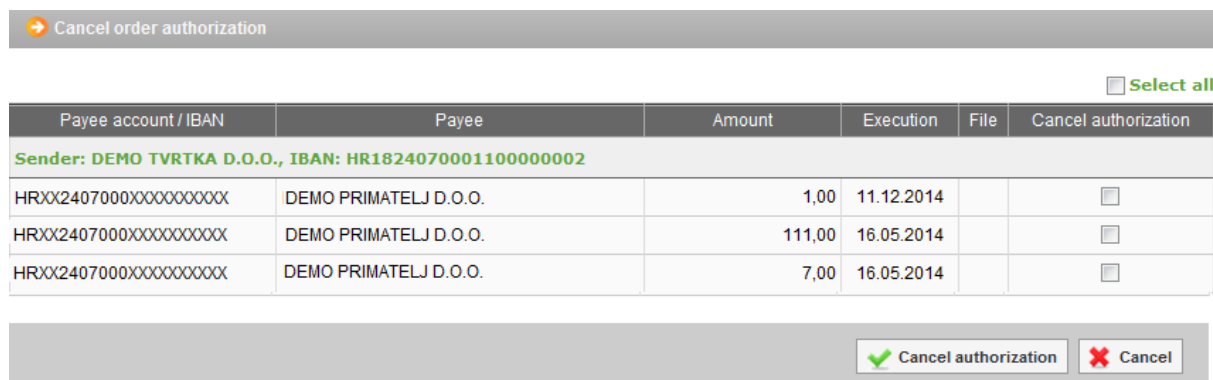 Cancel order authorization
Select all
Payee account / IBAN Payee Amount Execution File Cancel authorization
Sender: DEMO TVRTKA D.O.O., IBAN: HR1824070001100000002
HRXX2407000XXXXXXXXXX DEMO PRIMATELJ D.O.O. 1,00 11.12.2014
HRXX2407000XXXXXXXXXX DEMO PRIMATELJ D.O.O. 111,00 16.05.2014
HRXX2407000XXXXXXXXXX DEMO PRIMATELJ D.O.O. 7,00 16.05.2014
Cancel authorization Cancel